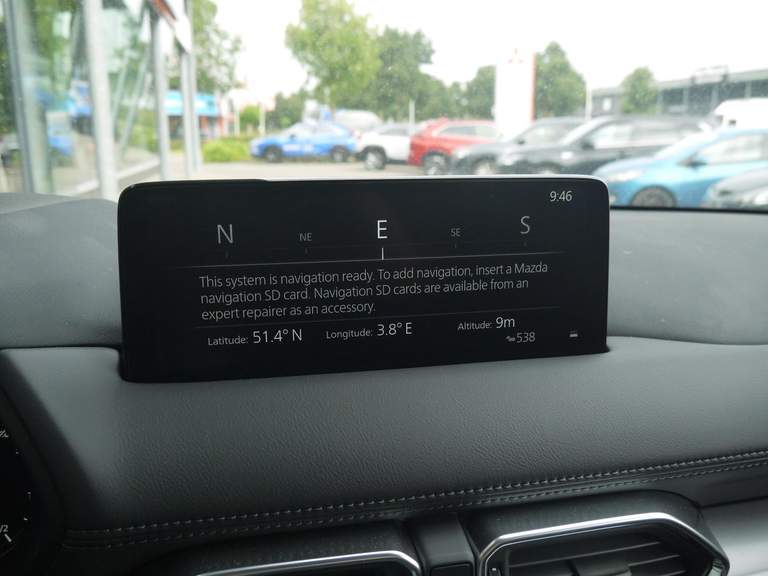 9:46
N NE E SE S
This system is navigation ready. To add navigation, insert a Mazda
navigation SD card. Navigation SD cards are available from an
expert repairer as an accessory.
Latitude: 51.4° N Longitude: 3.8° E Altitude: 9m
538
1/2